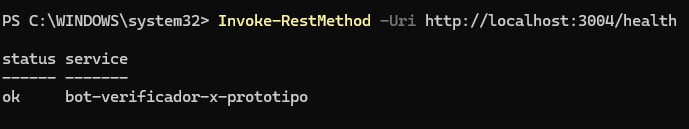 PS C:\WINDOWS\system32> Invoke-RestMethod -Uri http://localhost:3004/health
status service
------ -------
ok     bot-verificador-x-prototipo